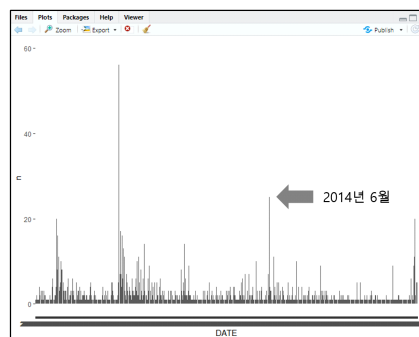 Files Plots Packages Help Viewer
Zoom Export Publish
60
40
20
0
n
2014년 6월
DATE